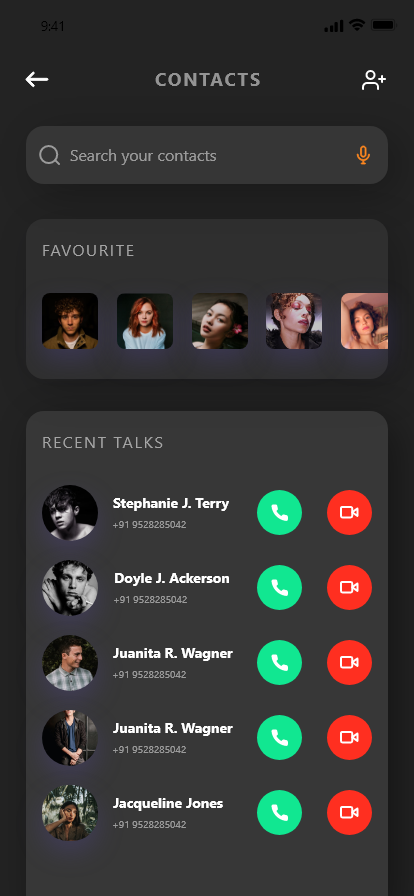 9:41
CONTACTS
Search your contacts
FAVOURITE
RECENT TALKS
Stephanie J. Terry
+91 9528285042
Doyle J. Ackerson
+91 9528285042
Juanita R. Wagner
+91 9528285042
Juanita R. Wagner
+91 9528285042
Jacqueline Jones
+91 9528285042